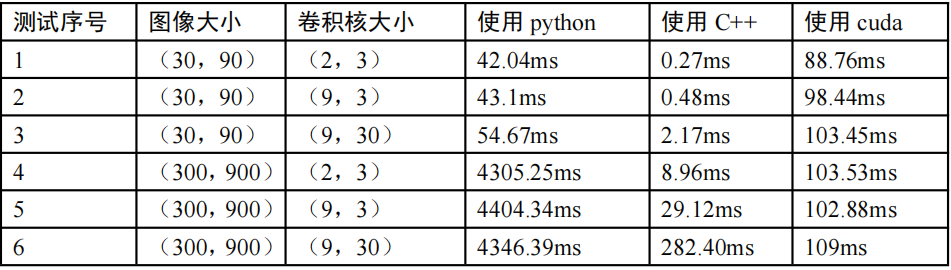 测试序号 图像大小 卷积核大小 使用 python 使用 C++ 使用 cuda
1 （30，90） （2，3） 42.04ms 0.27ms 88.76ms
2 （30，90） （9，3） 43.1ms 0.48ms 98.44ms
3 （30，90） （9，30） 54.67ms 2.17ms 103.45ms
4 （300，900） （2，3） 4305.25ms 8.96ms 103.53ms
5 （300，900） （9，3） 4404.34ms 29.12ms 102.88ms
6 （300，900） （9，30） 4346.39ms 282.40ms 109ms